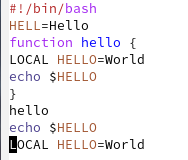 #!/bin/bash
HELL=Hello
function hello {
LOCAL HELLO=World
echo $HELLO
}
hello
echo $HELLO
LOCAL HELLO=World